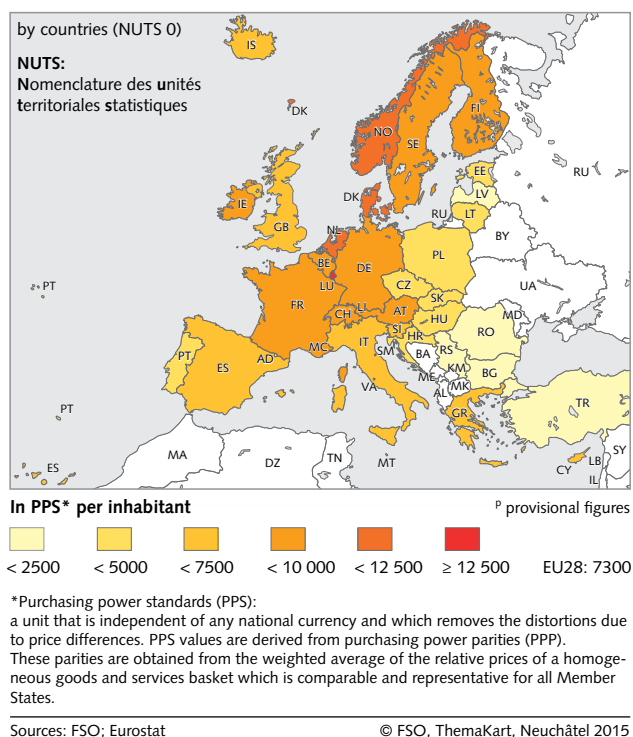 by countries (NUTS 0)
NUTS:
Nomenclature des unités
territoriales statistiques
IS
DK
NO
SE
FI
EE
LV
LT
RU
RU
DK
IE
GB
NL
BE
LU
DE
PL
BY
UA
CZ
SK
MD
PT
FR
CH
LI
AT
HU
RO
SI
HR
MC
IT
SM
BA
RS
KM
BG
ME
MK
AL
PT
ES
AD
VA
GR
TR
PT
ES
MA
DZ
TN
MT
CY
LB
SY
IL
In PPS* per inhabitant
P provisional figures
< 2500 < 5000 < 7500 < 10 000 < 12 500 ≥ 12 500 EU28: 7300
*Purchasing power standards (PPS):
a unit that is independent of any national currency and which removes the distortions due
to price differences. PPS values are derived from purchasing power parities (PPP).
These parities are obtained from the weighted average of the relative prices of a homoge-
neous goods and services basket which is comparable and representative for all Member
States.
Sources: FSO; Eurostat © FSO, ThemaKart, Neuchâtel 2015